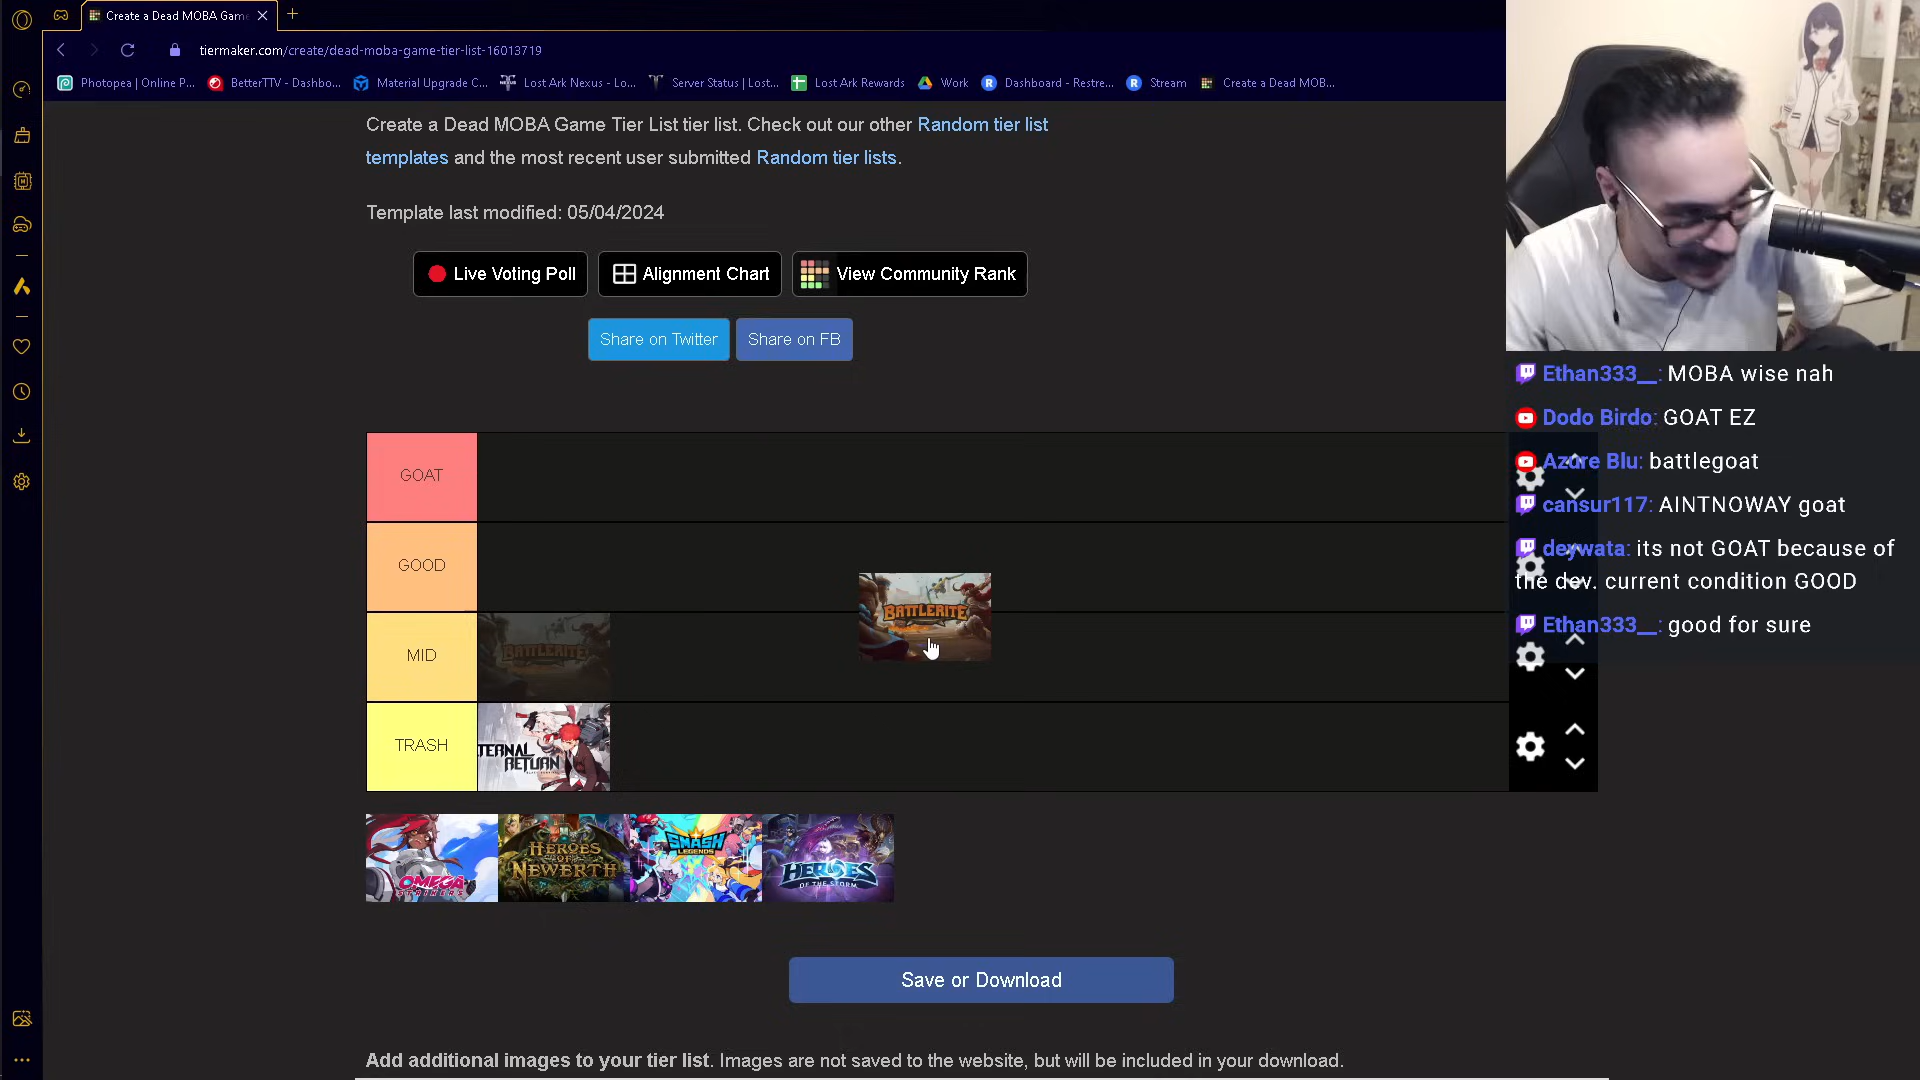 Create a Dead MOBA Game
tiermaker.com/create/dead-moba-game-tier-list-16013719
Photopea | Online P...
BetterTTV - Dashbo...
Material Upgrade C...
Lost Ark Nexus - Lo...
Server Status | Lost...
Lost Ark Rewards
Work
Dashboard - Restre...
Stream
Create a Dead MOB...
Create a Dead MOBA Game Tier List tier list. Check out our other Random tier list
templates and the most recent user submitted Random tier lists.
Template last modified: 05/04/2024
Live Voting Poll
Alignment Chart
View Community Rank
Share on Twitter
Share on FB
Ethan333__: MOBA wise nah
Dodo Birdo: GOAT EZ
Azure Blu: battlegoat
cansur117: AINTNOWAY goat
deywata: its not GOAT because of
the dev. current condition GOOD
Ethan333__: good for sure
GOAT
GOOD
BATTLERITE
MID
BATTLERITE
TRASH
TERNAL
RETURN
OMEGA
STRIKERS
HEROES
OF
NEWERTH
SMASH
LEGENDS
HEROES
OF THE STORM
Save or Download
Add additional images to your tier list. Images are not saved to the website, but will be included in your download.